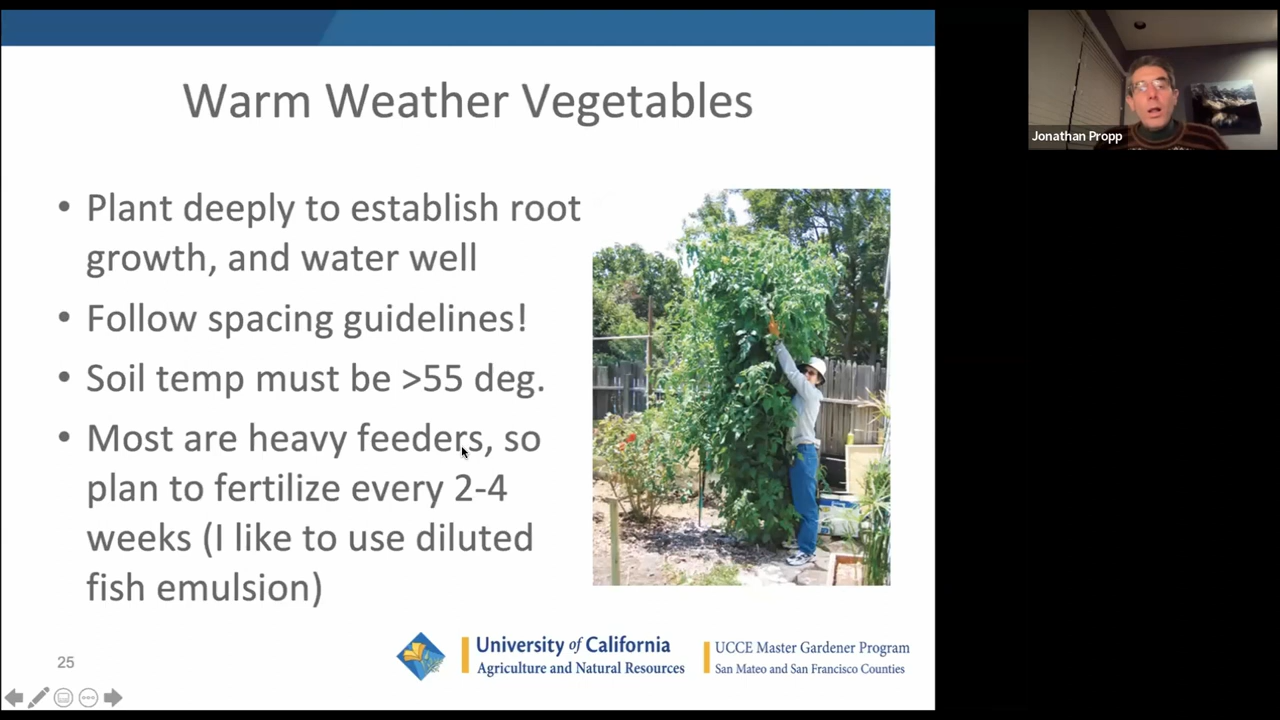 Warm Weather Vegetables
Jonathan Propp
• Plant deeply to establish root
growth, and water well
• Follow spacing guidelines!
• Soil temp must be >55 deg.
• Most are heavy feeders, so
plan to fertilize every 2-4
weeks (I like to use diluted
fish emulsion)
University of California
Agriculture and Natural Resources
UCCE Master Gardener Program
San Mateo and San Francisco Counties
25